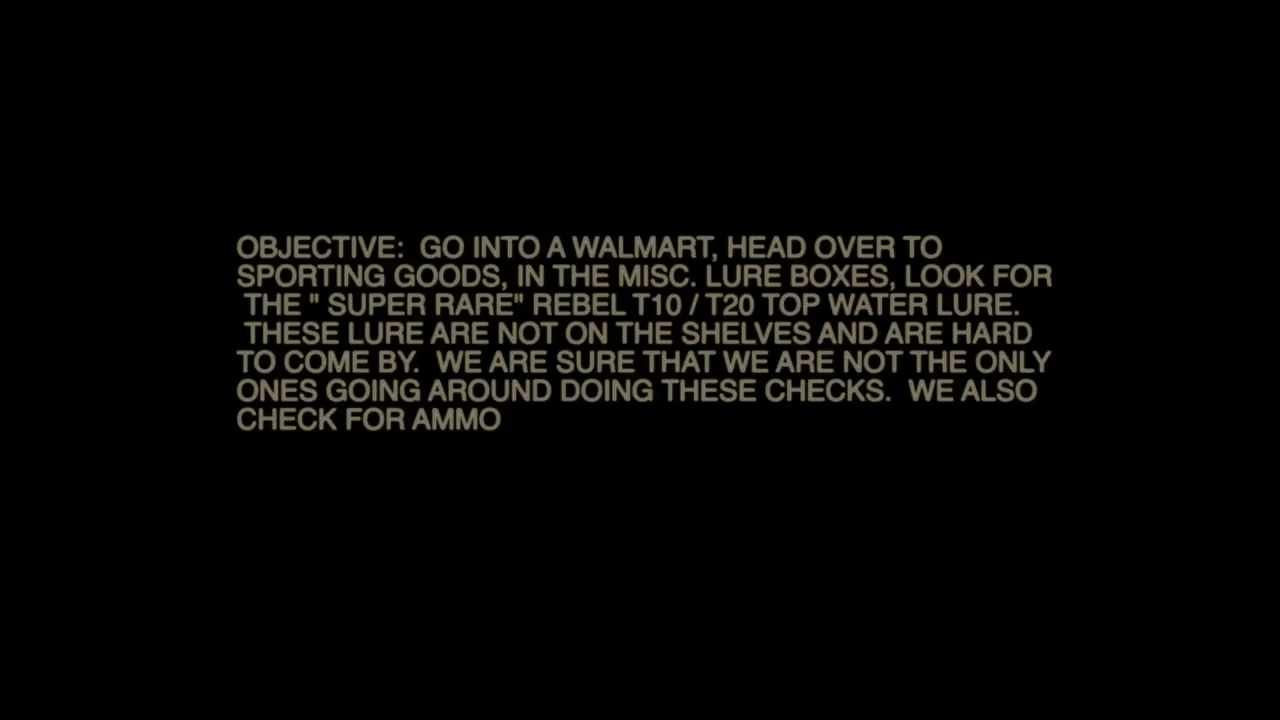 OBJECTIVE:  GO INTO A WALMART, HEAD OVER TO
SPORTING GOODS, IN THE MISC. LURE BOXES, LOOK FOR
THE " SUPER RARE" REBEL T10 / T20 TOP WATER LURE.
THESE LURE ARE NOT ON THE SHELVES AND ARE HARD
TO COME BY.  WE ARE SURE THAT WE ARE NOT THE ONLY
ONES GOING AROUND DOING THESE CHECKS.  WE ALSO
CHECK FOR AMMO